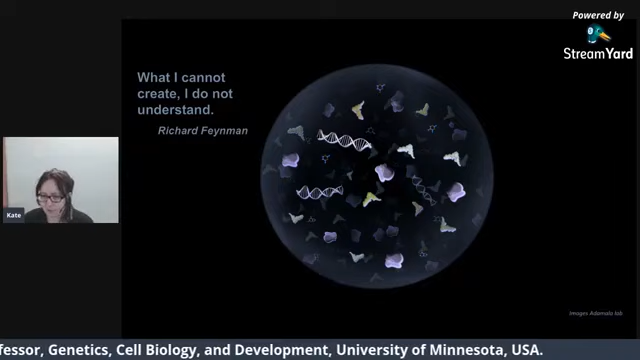 Powered by
StreamYard
What I cannot
create, I do not
understand.
Richard Feynman
Kate
Images Adamala lab
fessor, Genetics, Cell Biology, and Development, University of Minnesota, USA.